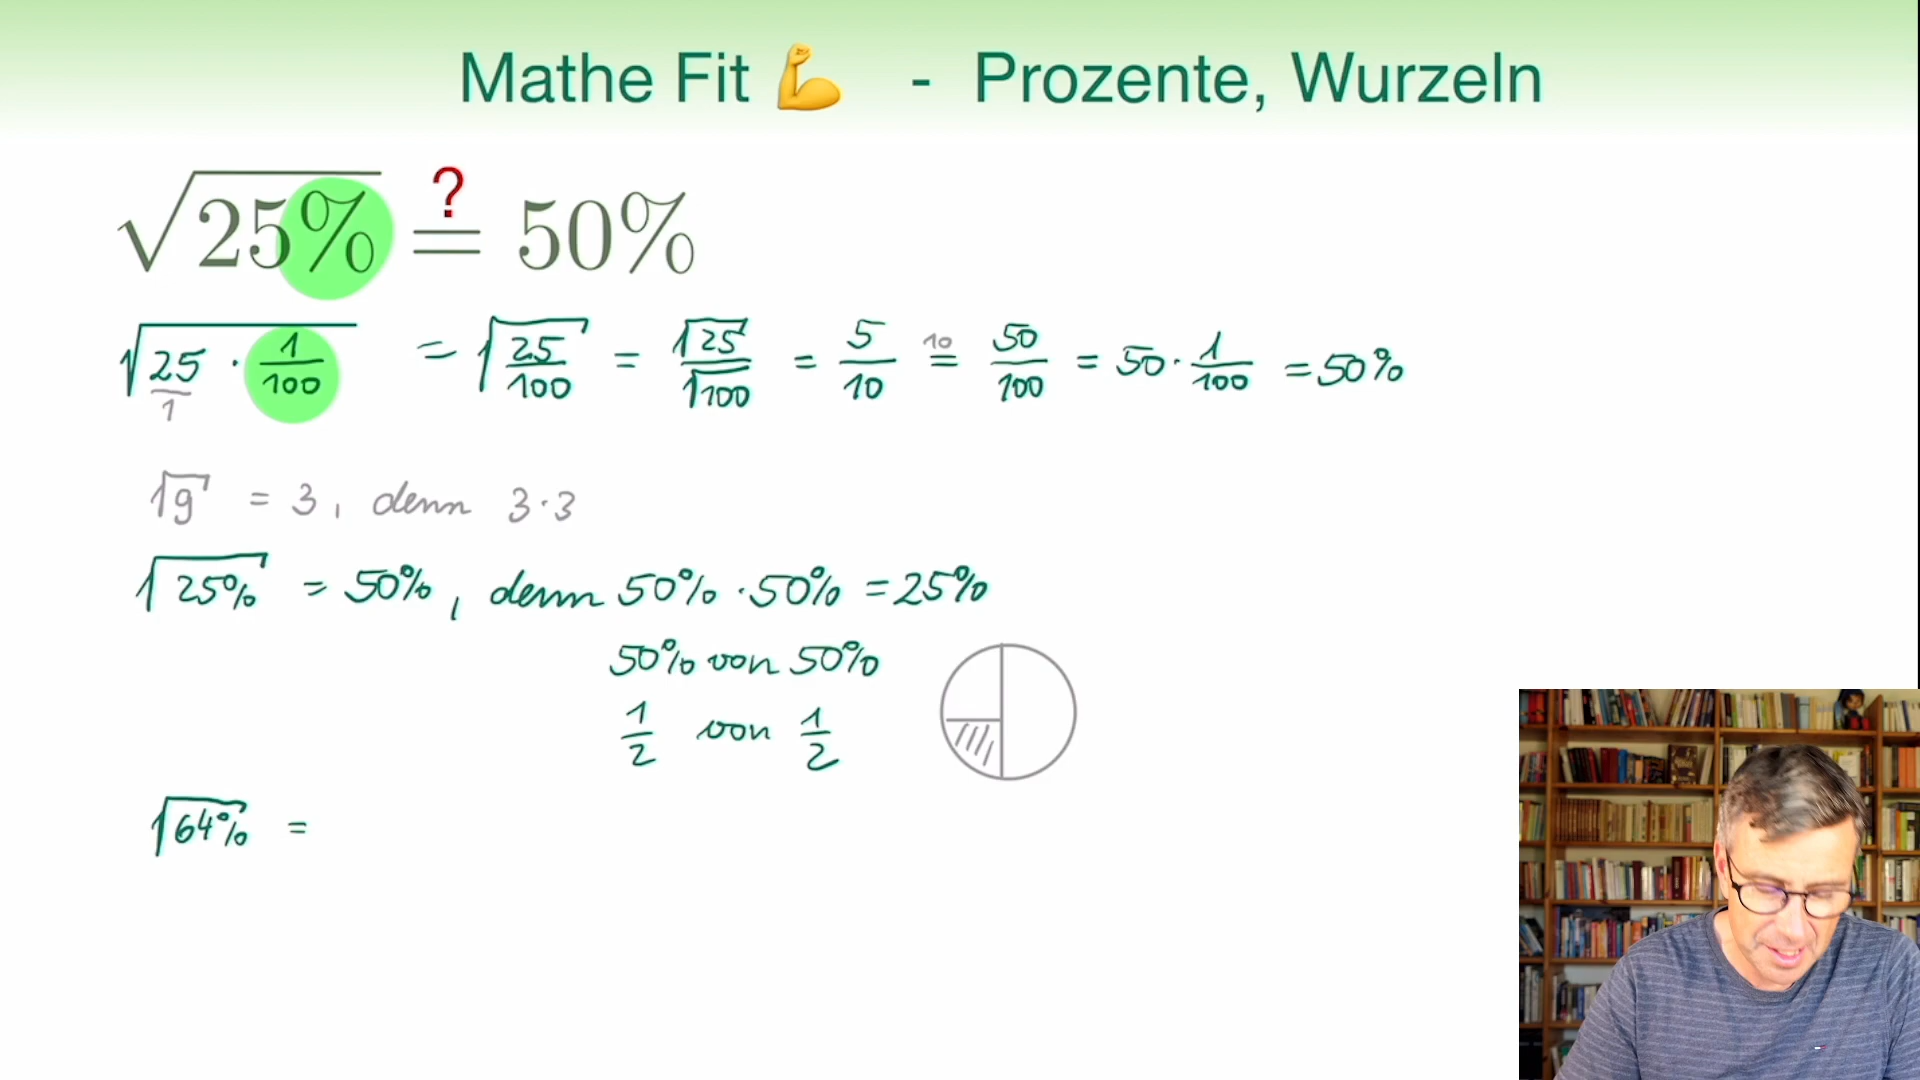 Mathe Fit 💪 - Prozente, Wurzeln
?
√25% = 50%
√25/1 · 1/100 = √25/100 = √25/√100 = 5/10 =^10 50/100 = 50 · 1/100 = 50%
√9 = 3, denn 3·3
√25% = 50%, denn 50% · 50% = 25%
50% von 50%
1/2 von 1/2
√64% =